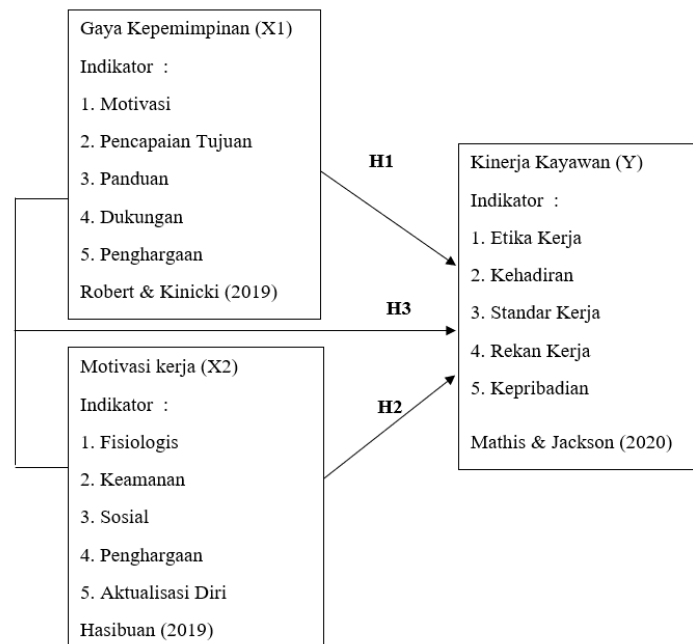 Gaya Kepemimpinan (X1)
Indikator :
1. Motivasi
2. Pencapaian Tujuan
3. Panduan
4. Dukungan
5. Penghargaan
Robert & Kinicki (2019)
H1
H3
Motivasi kerja (X2)
Indikator :
1. Fisiologis
2. Keamanan
3. Sosial
4. Penghargaan
5. Aktualisasi Diri
Hasibuan (2019)
H2
Kinerja Kayawan (Y)
Indikator :
1. Etika Kerja
2. Kehadiran
3. Standar Kerja
4. Rekan Kerja
5. Kepribadian
Mathis & Jackson (2020)